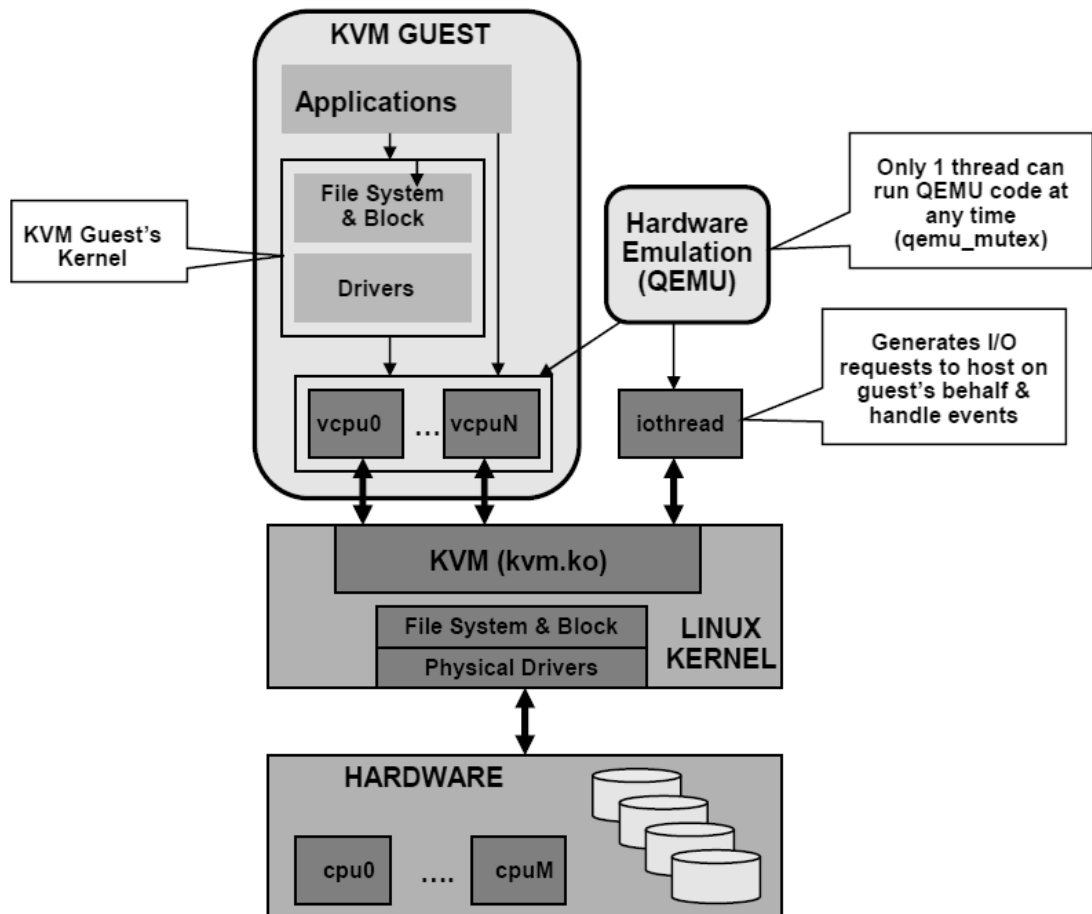 KVM GUEST
Applications
File System
& Block
Drivers
KVM Guest's
Kernel
Hardware
Emulation
(QEMU)
Only 1 thread can
run QEMU code at
any time
(qemu_mutex)
Generates I/O
requests to host on
guest's behalf &
handle events
vcpu0
...
vcpuN
iothread
KVM (kvm.ko)
File System & Block
Physical Drivers
LINUX
KERNEL
HARDWARE
cpu0
....
cpuM